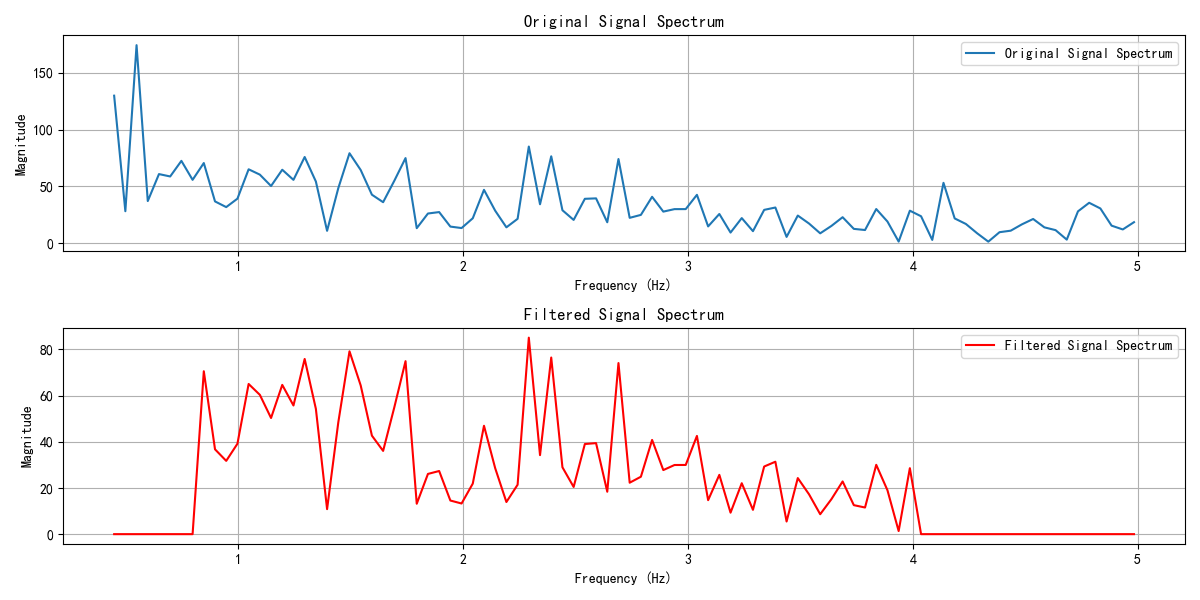 Original Signal Spectrum
Original Signal Spectrum
Magnitude
150
100
50
0
1 2 3 4 5
Frequency (Hz)
Filtered Signal Spectrum
Filtered Signal Spectrum
Magnitude
80
60
40
20
0
1 2 3 4 5
Frequency (Hz)